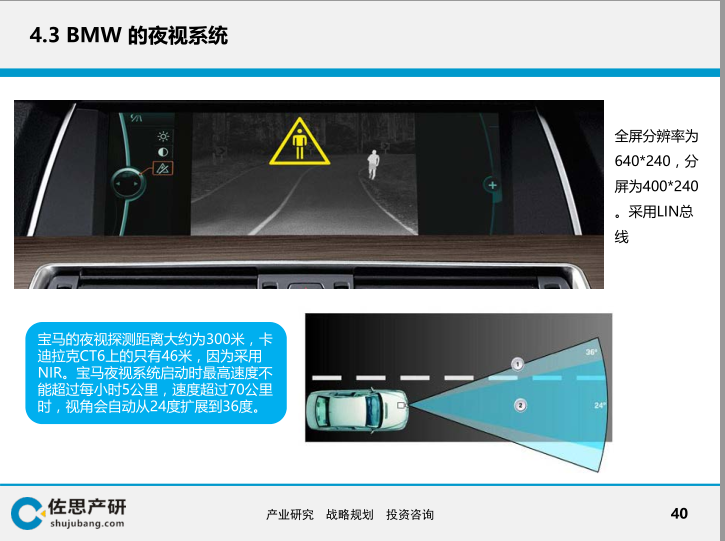 4.3 BMW 的夜视系统
全屏分辨率为
640*240，分
屏为400*240
。采用LIN总
线
宝马的夜视探测距离大约为300米，卡
迪拉克CT6上的只有46米，因为采用
NIR。宝马夜视系统启动时最高速度不
能超过每小时5公里，速度超过70公里
时，视角会自动从24度扩展到36度。
1
36°
2
24°
佐思产研
shujubang.com
产业研究 战略规划 投资咨询
40